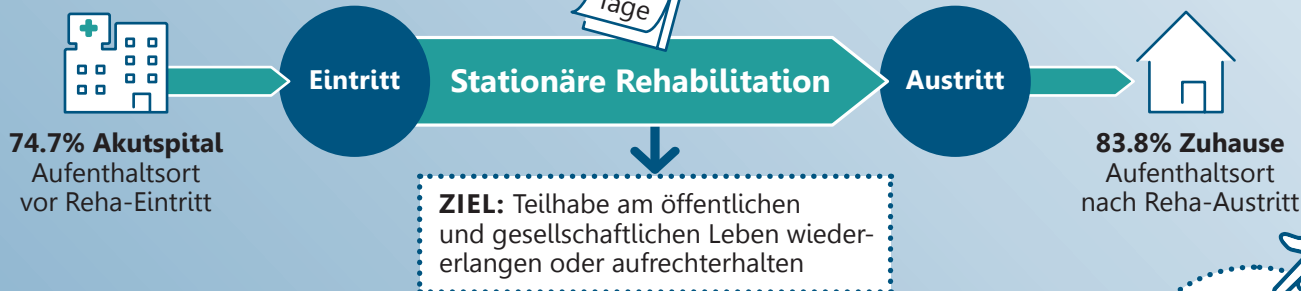 Tage
Eintritt
Stationäre Rehabilitation
Austritt
74.7% Akutspital
Aufenthaltsort
vor Reha-Eintritt
ZIEL: Teilhabe am öffentlichen
und gesellschaftlichen Leben wieder-
erlangen oder aufrechterhalten
83.8% Zuhause
Aufenthaltsort
nach Reha-Austritt